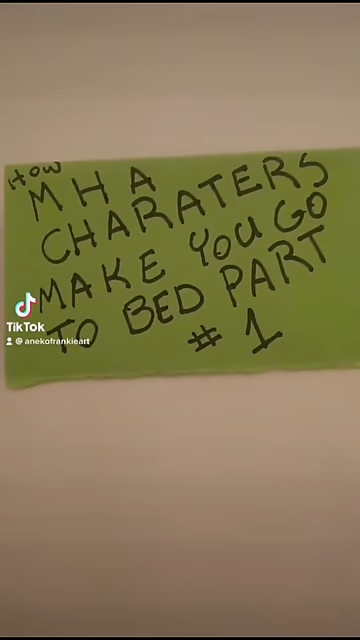 HOW
MHA
CHARATERS
MAKE YOU GO
TO BED PART
# 1
TikTok
@anekofrankieart